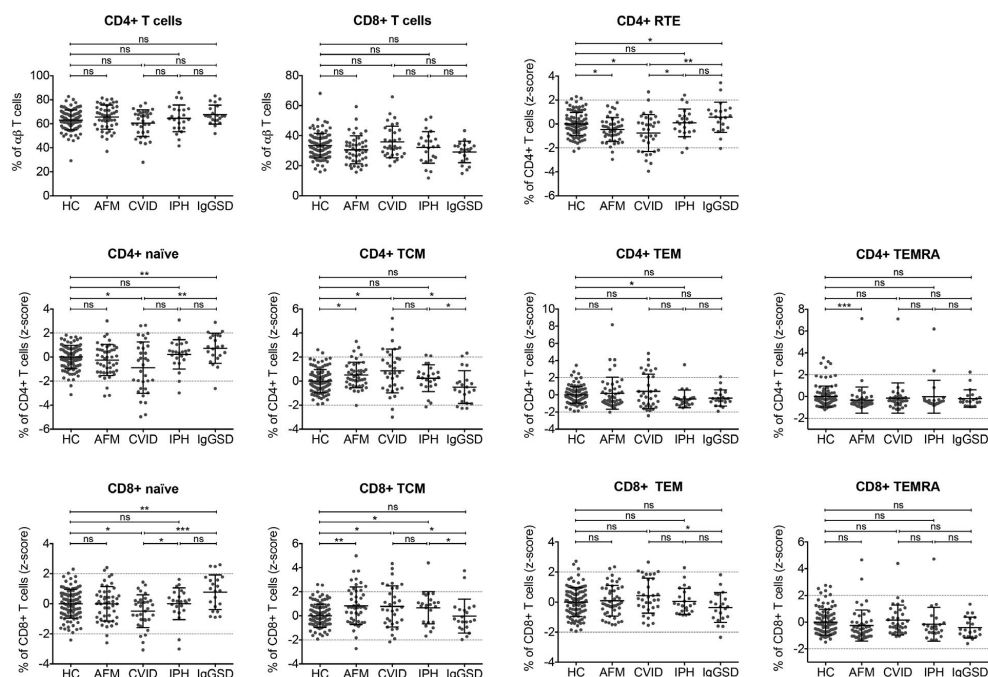 CD4+ T cells
ns
ns
ns ns
ns ns ns
% of αβ T cells
100
80
60
40
20
0
HC AFM CVID IPH IgGSD
CD8+ T cells
ns
ns
ns ns
ns ns ns
% of αβ T cells
80
60
40
20
0
HC AFM CVID IPH IgGSD
CD4+ RTE
*
ns
* **
* * ns
% of CD4+ T cells (z-score)
4
2
0
-2
-4
-6
HC AFM CVID IPH IgGSD
CD4+ naïve
**
ns
* **
ns ns ns
% of CD4+ T cells (z-score)
4
2
0
-2
-4
-6
HC AFM CVID IPH IgGSD
CD4+ TCM
ns
ns
* *
* ns *
% of CD4+ T cells (z-score)
6
4
2
0
-2
-4
HC AFM CVID IPH IgGSD
CD4+ TEM
ns
*
ns ns
ns ns ns
% of CD4+ T cells (z-score)
10
8
6
4
2
0
-2
-4
HC AFM CVID IPH IgGSD
CD4+ TEMRA
ns
ns
ns ns
*** ns ns
% of CD4+ T cells (z-score)
8
6
4
2
0
-2
HC AFM CVID IPH IgGSD
CD8+ naïve
**
ns
* ***
ns * ns
% of CD8+ T cells (z-score)
4
2
0
-2
-4
HC AFM CVID IPH IgGSD
CD8+ TCM
ns
*
* *
** ns *
% of CD8+ T cells (z-score)
6
4
2
0
-2
-4
HC AFM CVID IPH IgGSD
CD8+ TEM
ns
ns
ns *
ns ns ns
% of CD8+ T cells (z-score)
4
2
0
-2
-4
HC AFM CVID IPH IgGSD
CD8+ TEMRA
ns
ns
ns ns
ns ns ns
% of CD8+ T cells (z-score)
6
4
2
0
-2
HC AFM CVID IPH IgGSD